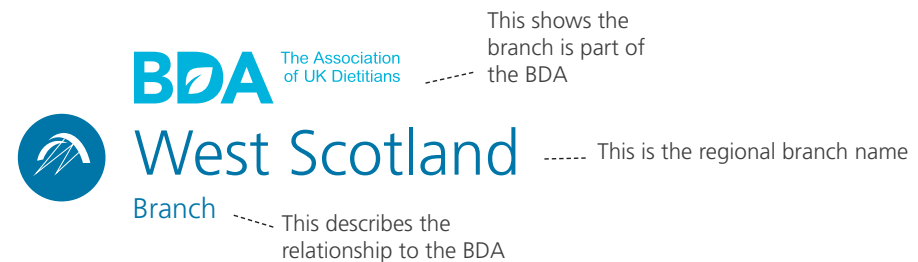 This shows the
branch is part of
the BDA
BDA
The Association
of UK Dietitians
West Scotland
This is the regional branch name
Branch
This describes the
relationship to the BDA